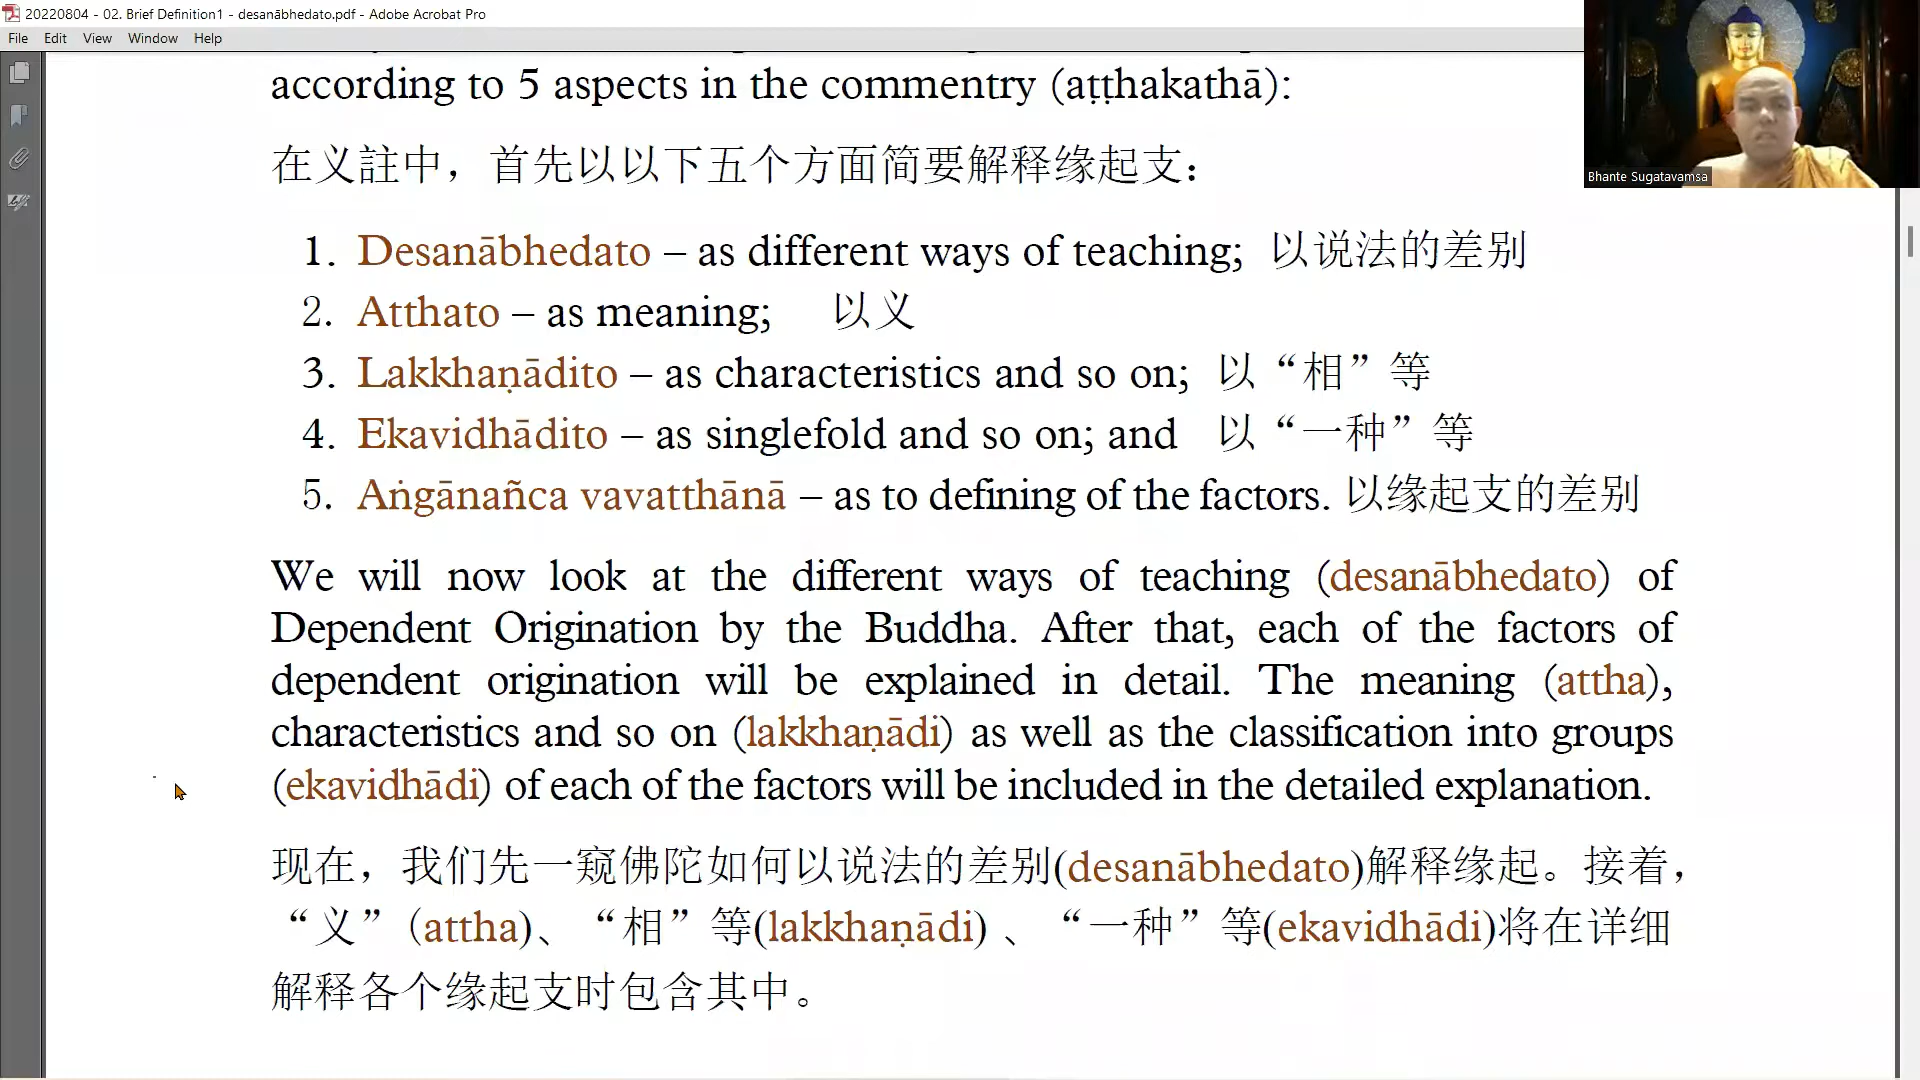 20220804 - 02. Brief Definition1 - desanābhedato.pdf - Adobe Acrobat Pro
File Edit View Window Help
according to 5 aspects in the commentry (aṭṭhakathā):
在义註中，首先以以下五个方面简要解释缘起支：
Bhante Sugatavamsa
1. Desanābhedato – as different ways of teaching; 以说法的差别
2. Atthato – as meaning; 以义
3. Lakkhaṇādito – as characteristics and so on; 以“相”等
4. Ekavidhādito – as singlefold and so on; and 以“一种”等
5. Aṅgānañca vavatthānā – as to defining of the factors. 以缘起支的差别
We will now look at the different ways of teaching (desanābhedato) of
Dependent Origination by the Buddha. After that, each of the factors of
dependent origination will be explained in detail. The meaning (attha),
characteristics and so on (lakkhaṇādi) as well as the classification into groups
(ekavidhādi) of each of the factors will be included in the detailed explanation.
现在，我们先一窥佛陀如何以说法的差别(desanābhedato)解释缘起。接着，
“义”（attha)、“相”等(lakkhaṇādi) 、“一种”等(ekavidhādi)将在详细
解释各个缘起支时包含其中。